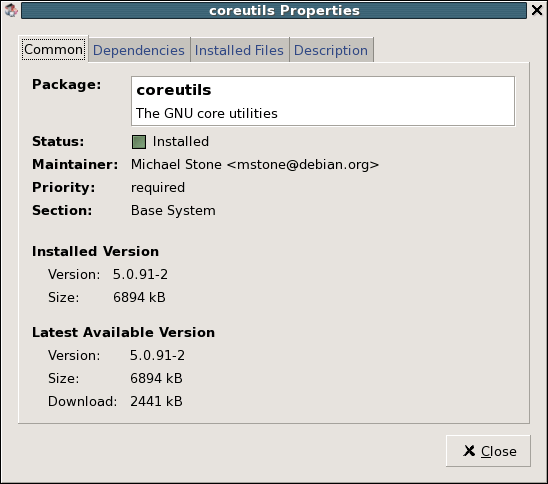 coreutils Properties
Common Dependencies Installed Files Description
Package: coreutils
The GNU core utilities
Status: Installed
Maintainer: Michael Stone <mstone@debian.org>
Priority: required
Section: Base System
Installed Version
Version: 5.0.91-2
Size: 6894 kB
Latest Available Version
Version: 5.0.91-2
Size: 6894 kB
Download: 2441 kB
Close